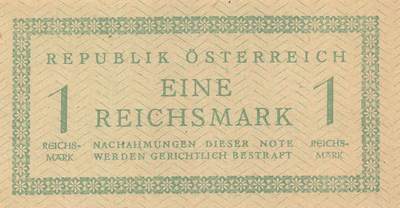 REPUBLIK ÖSTERREICH
1 EINE 1
REICHSMARK
REICHS-
MARK
NACHAHMUNGEN DIESER NOTE
WERDEN GERICHTLICH BESTRAFT
REICHS-
MARK